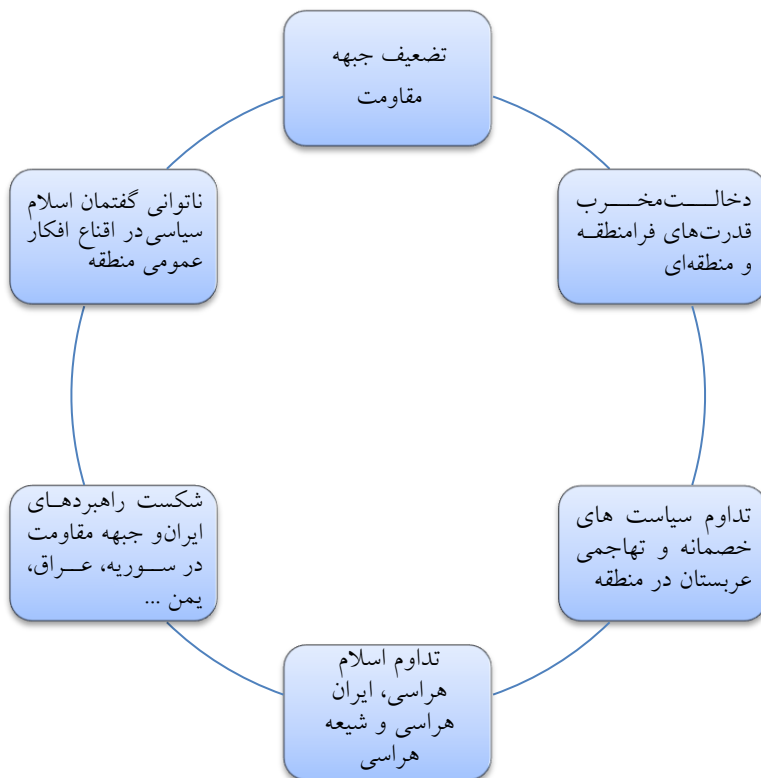 تضعیف جبهه
مقاومت
دخالت‌مخرب
قدرت‌های فرامنطقه
و منطقه‌ای
تداوم سیاست های
خصمانه و تهاجمی
عربستان در منطقه
تداوم اسلام
هراسی، ایران
هراسی و شیعه
هراسی
شکست راهبردهای
ایران‌و جبهه مقاومت
در سوریه، عراق،
یمن ...
ناتوانی گفتمان اسلام
سیاسی‌در اقناع افکار
عمومی منطقه